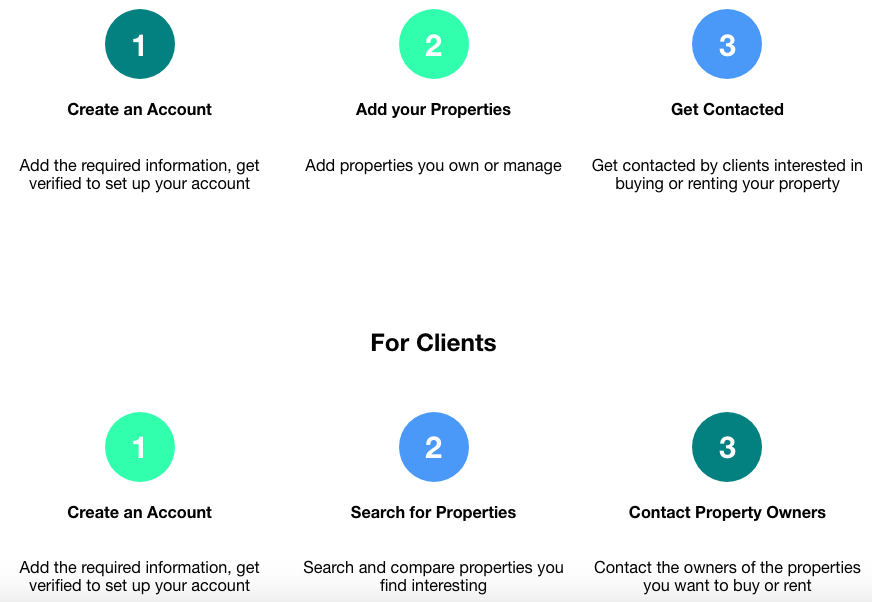 1
2
3
Create an Account
Add your Properties
Get Contacted
Add the required information, get
verified to set up your account
Add properties you own or manage
Get contacted by clients interested in
buying or renting your property
For Clients
1
2
3
Create an Account
Search for Properties
Contact Property Owners
Add the required information, get
verified to set up your account
Search and compare properties you
find interesting
Contact the owners of the properties
you want to buy or rent